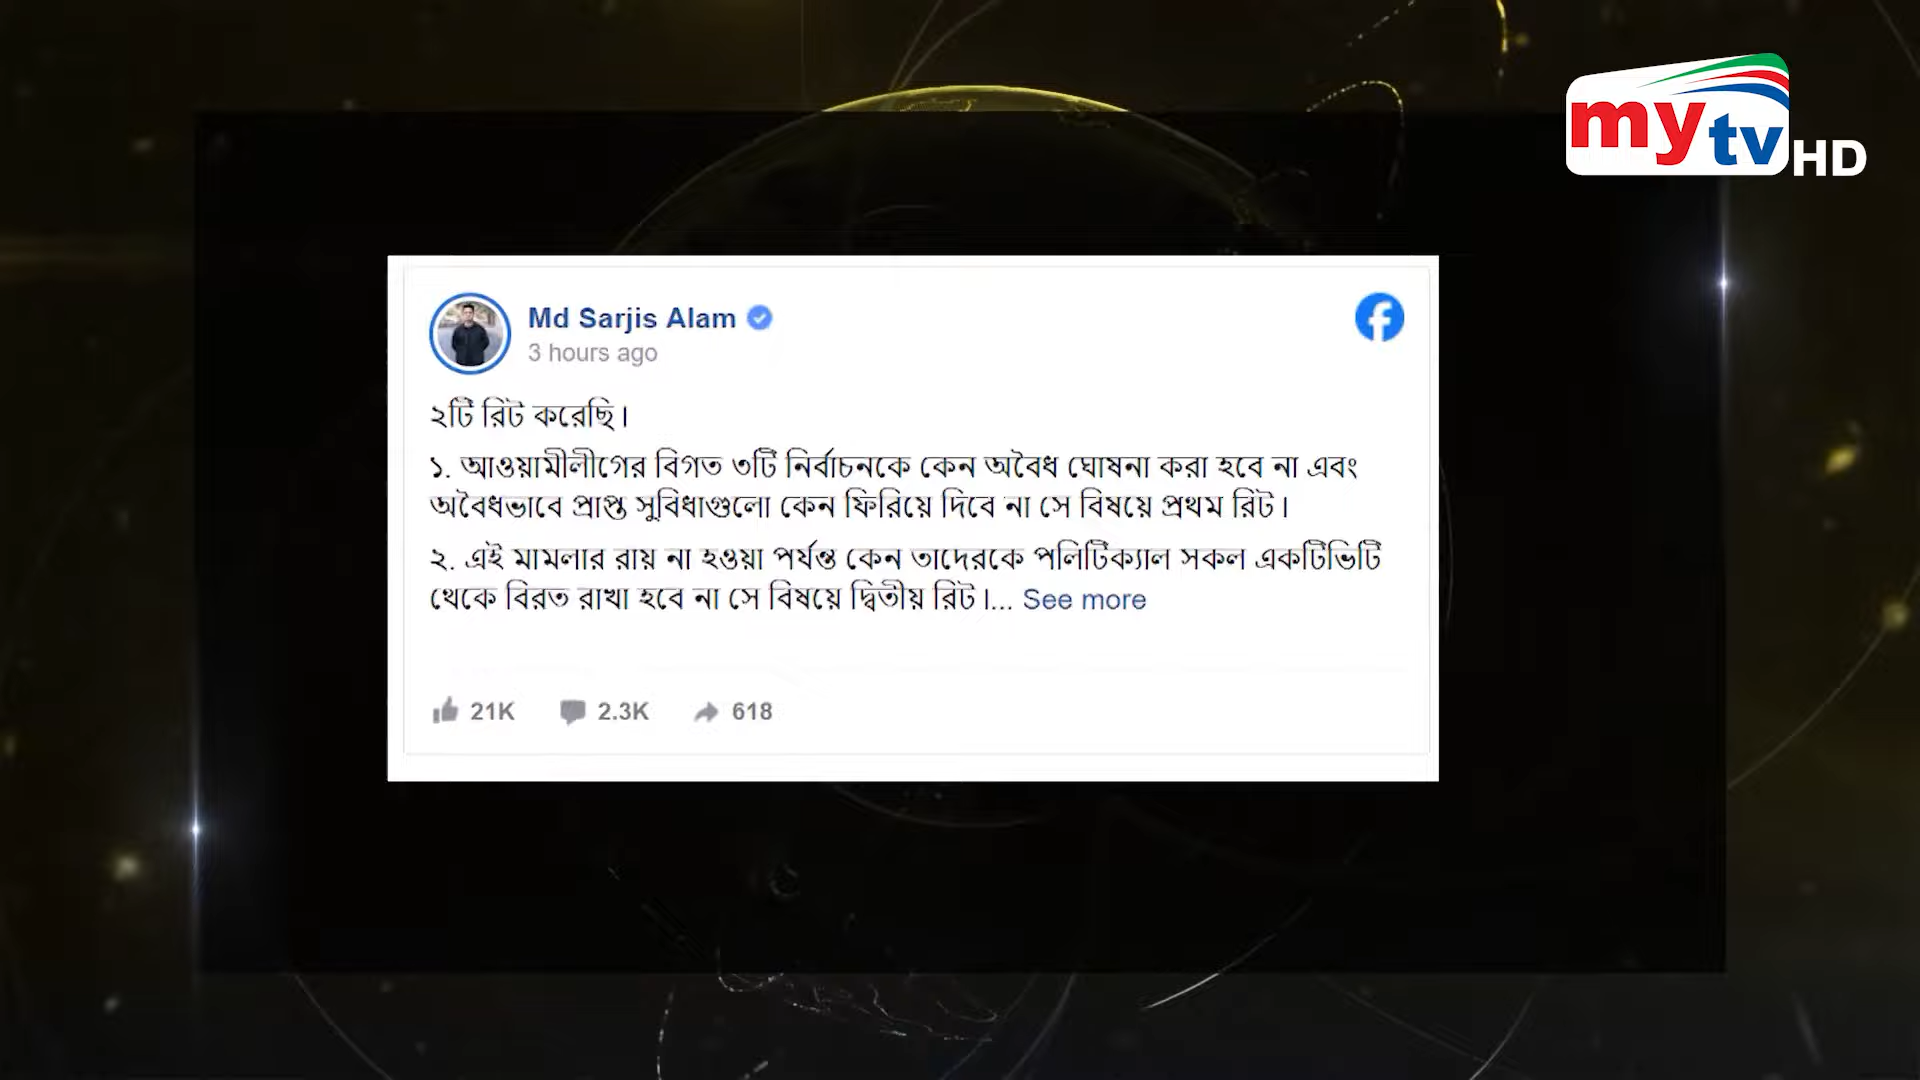 my tv HD
Md Sarjis Alam
3 hours ago
২টি রিট করেছি।
১. আওয়ামীলীগের বিগত ৩টি নির্বাচনকে কেন অবৈধ ঘোষনা করা হবে না এবং
অবৈধভাবে প্রাপ্ত সুবিধাগুলো কেন ফিরিয়ে দিবে না সে বিষয়ে প্রথম রিট।
২. এই মামলার রায় না হওয়া পর্যন্ত কেন তাদেরকে পলিটিক্যাল সকল একটিভিটি
থেকে বিরত রাখা হবে না সে বিষয়ে দ্বিতীয় রিট।... See more
21K 2.3K 618